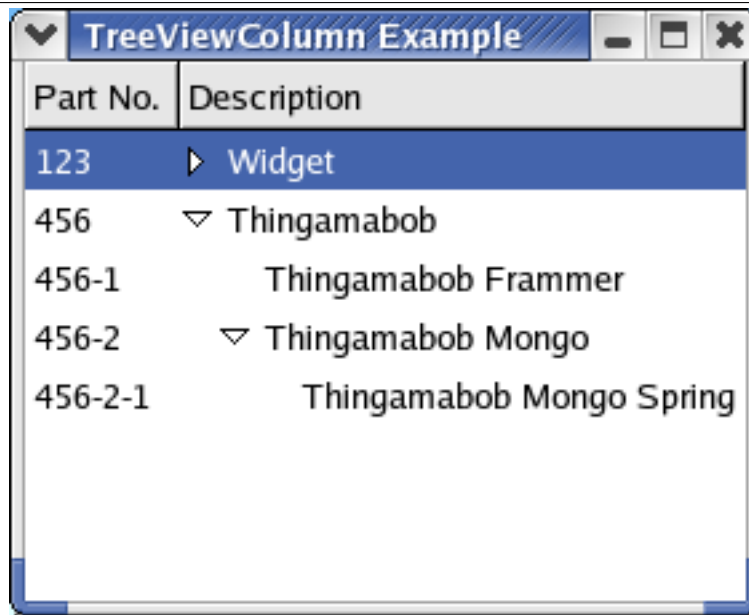 TreeViewColumn Example
Part No. Description
123 Widget
456 Thingamabob
456-1 Thingamabob Frammer
456-2 Thingamabob Mongo
456-2-1 Thingamabob Mongo Spring